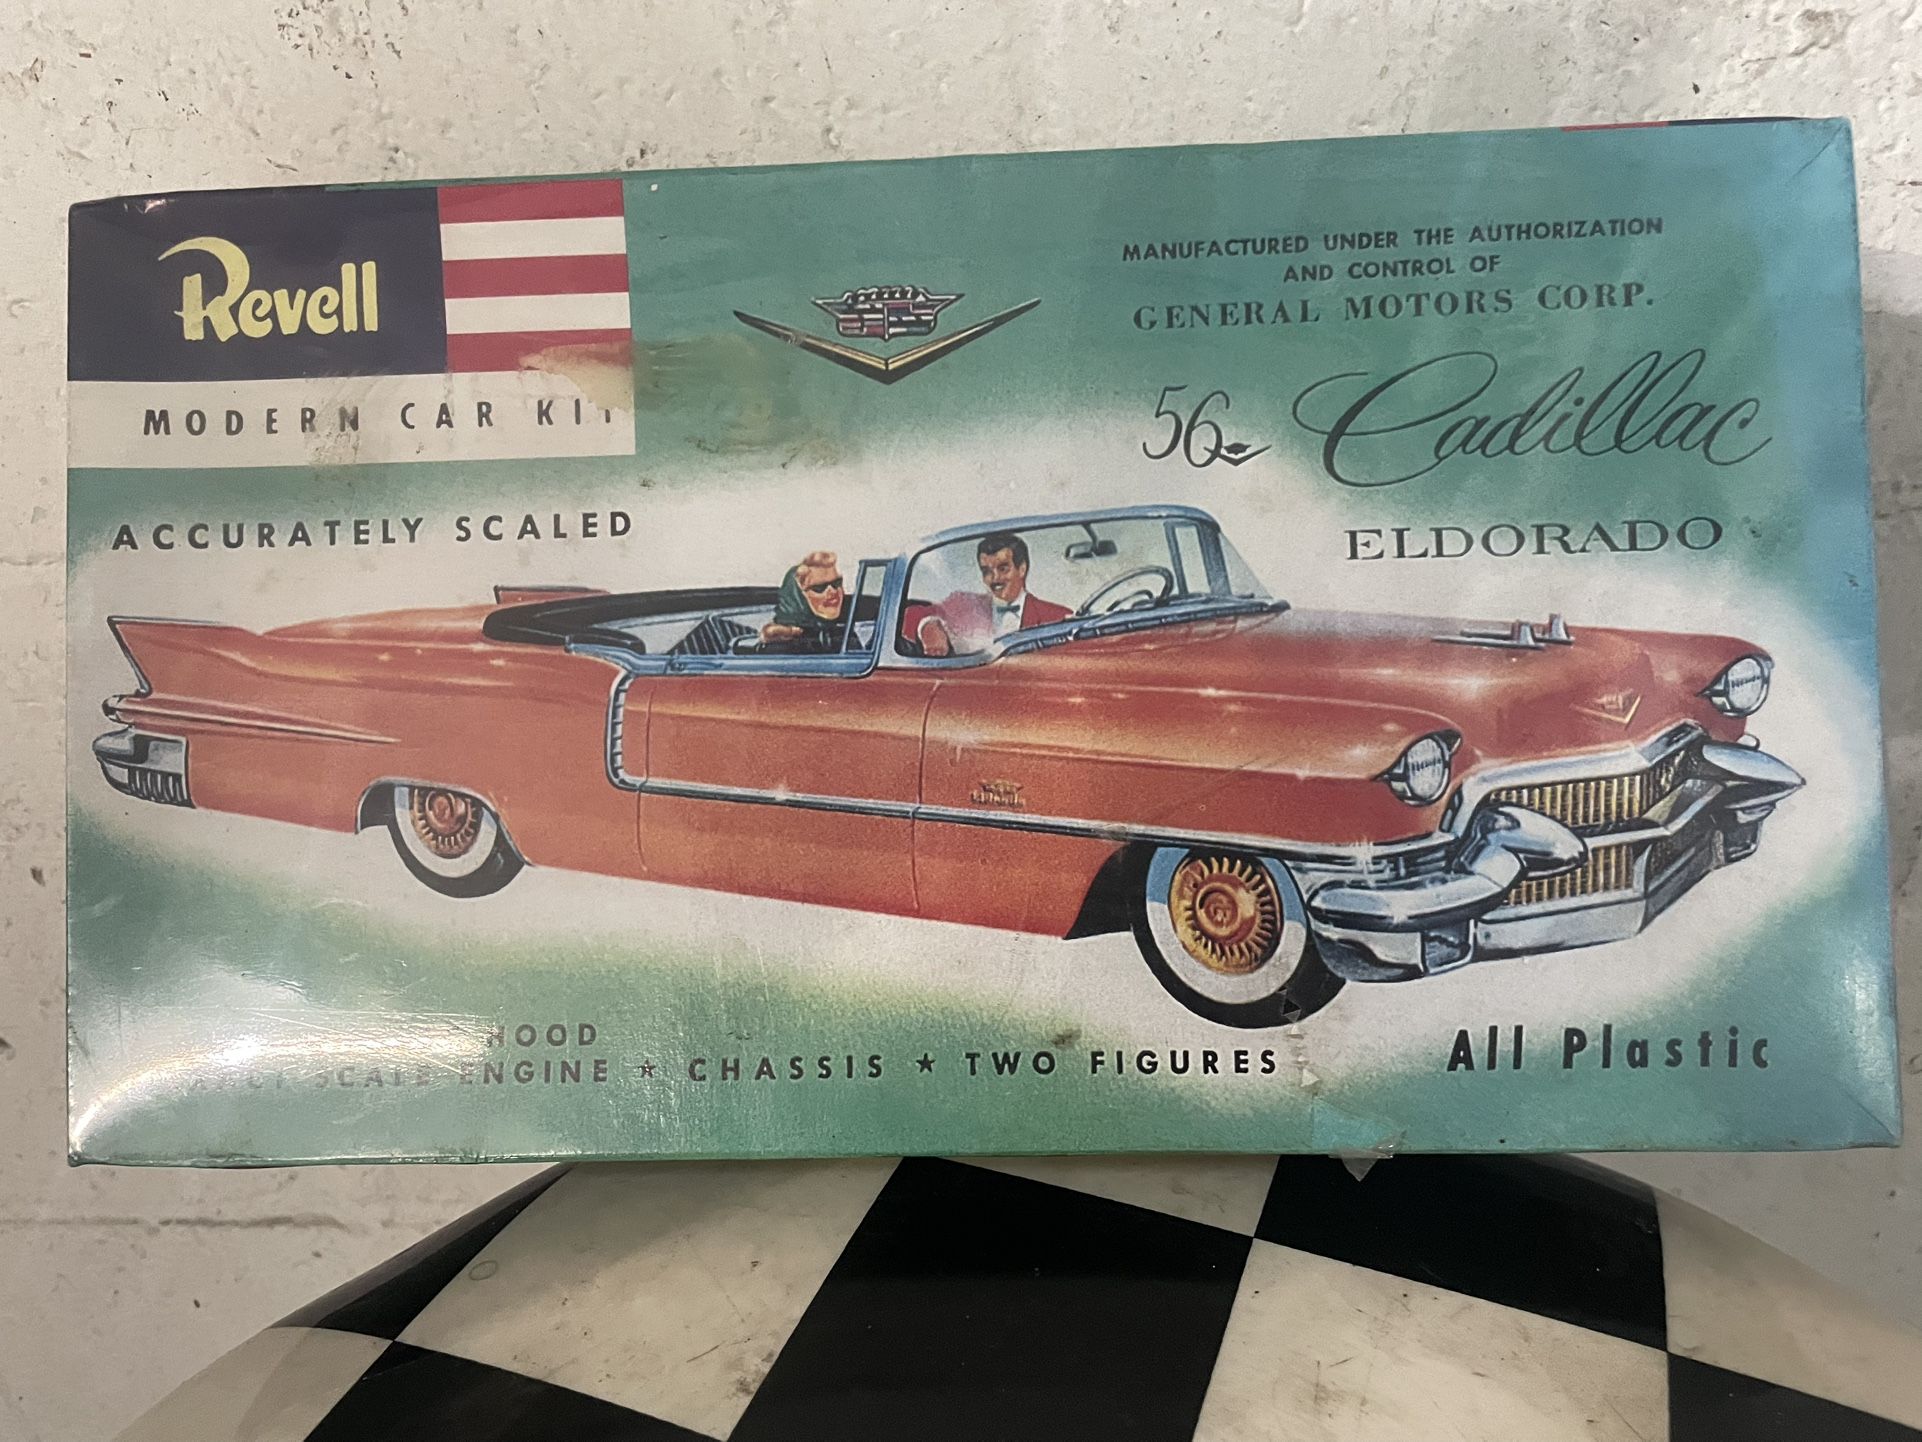 Revell
MODERN CAR KIT
MANUFACTURED UNDER THE AUTHORIZATION
AND CONTROL OF
GENERAL MOTORS CORP.
56 Cadillac
ELDORADO
ACCURATELY SCALED
HOOD
SCALE ENGINE ★ CHASSIS ★ TWO FIGURES
All Plastic